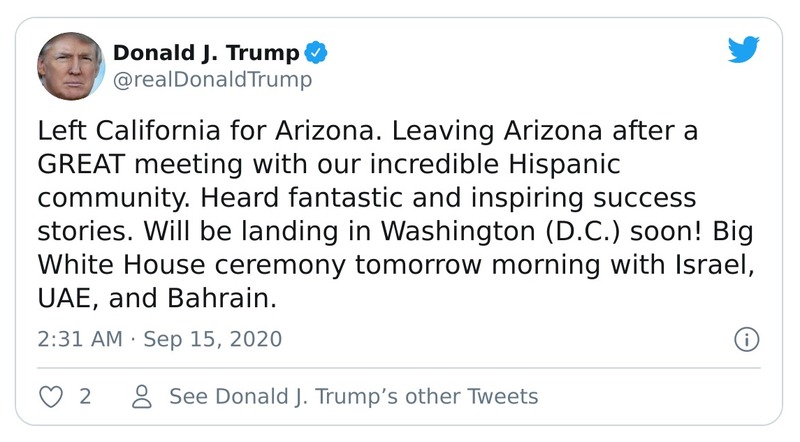 Donald J. Trump
@realDonaldTrump
Left California for Arizona. Leaving Arizona after a
GREAT meeting with our incredible Hispanic
community. Heard fantastic and inspiring success
stories. Will be landing in Washington (D.C.) soon! Big
White House ceremony tomorrow morning with Israel,
UAE, and Bahrain.
2:31 AM · Sep 15, 2020
2 See Donald J. Trump’s other Tweets